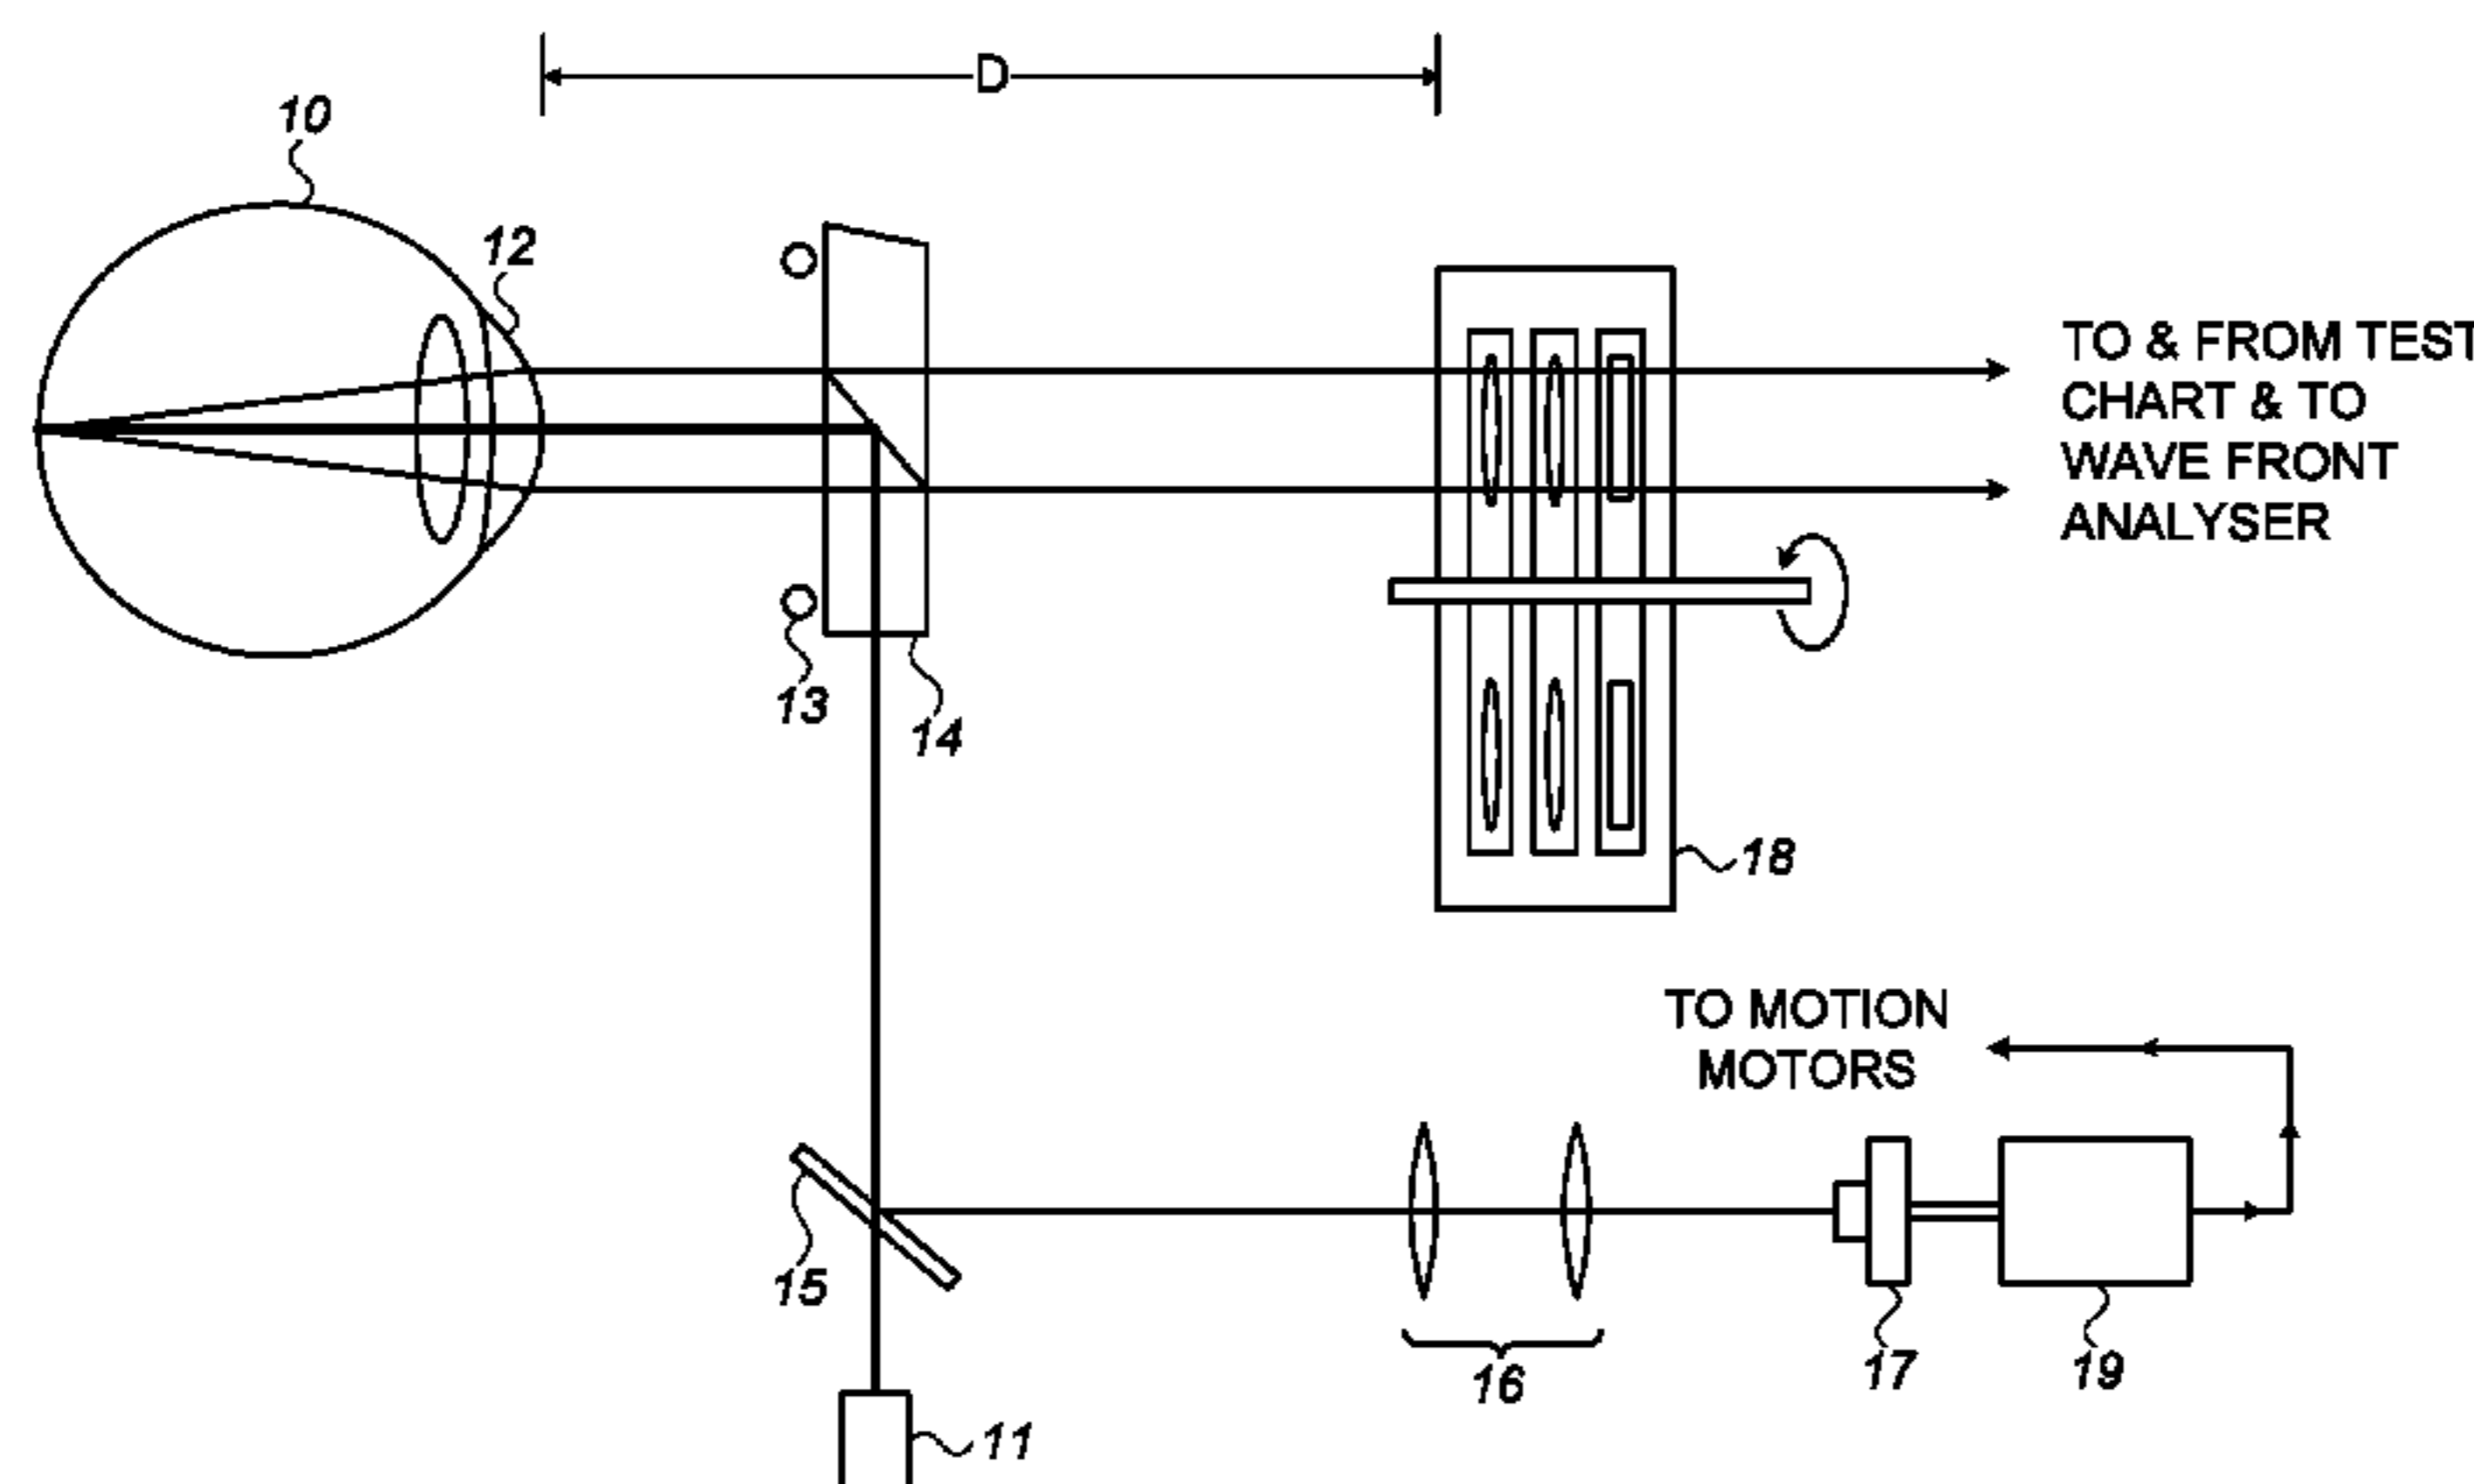 D
10
12
TO & FROM TEST
CHART & TO
WAVE FRONT
ANALYSER
13
14
18
TO MOTION
MOTORS
15
16
17
19
11